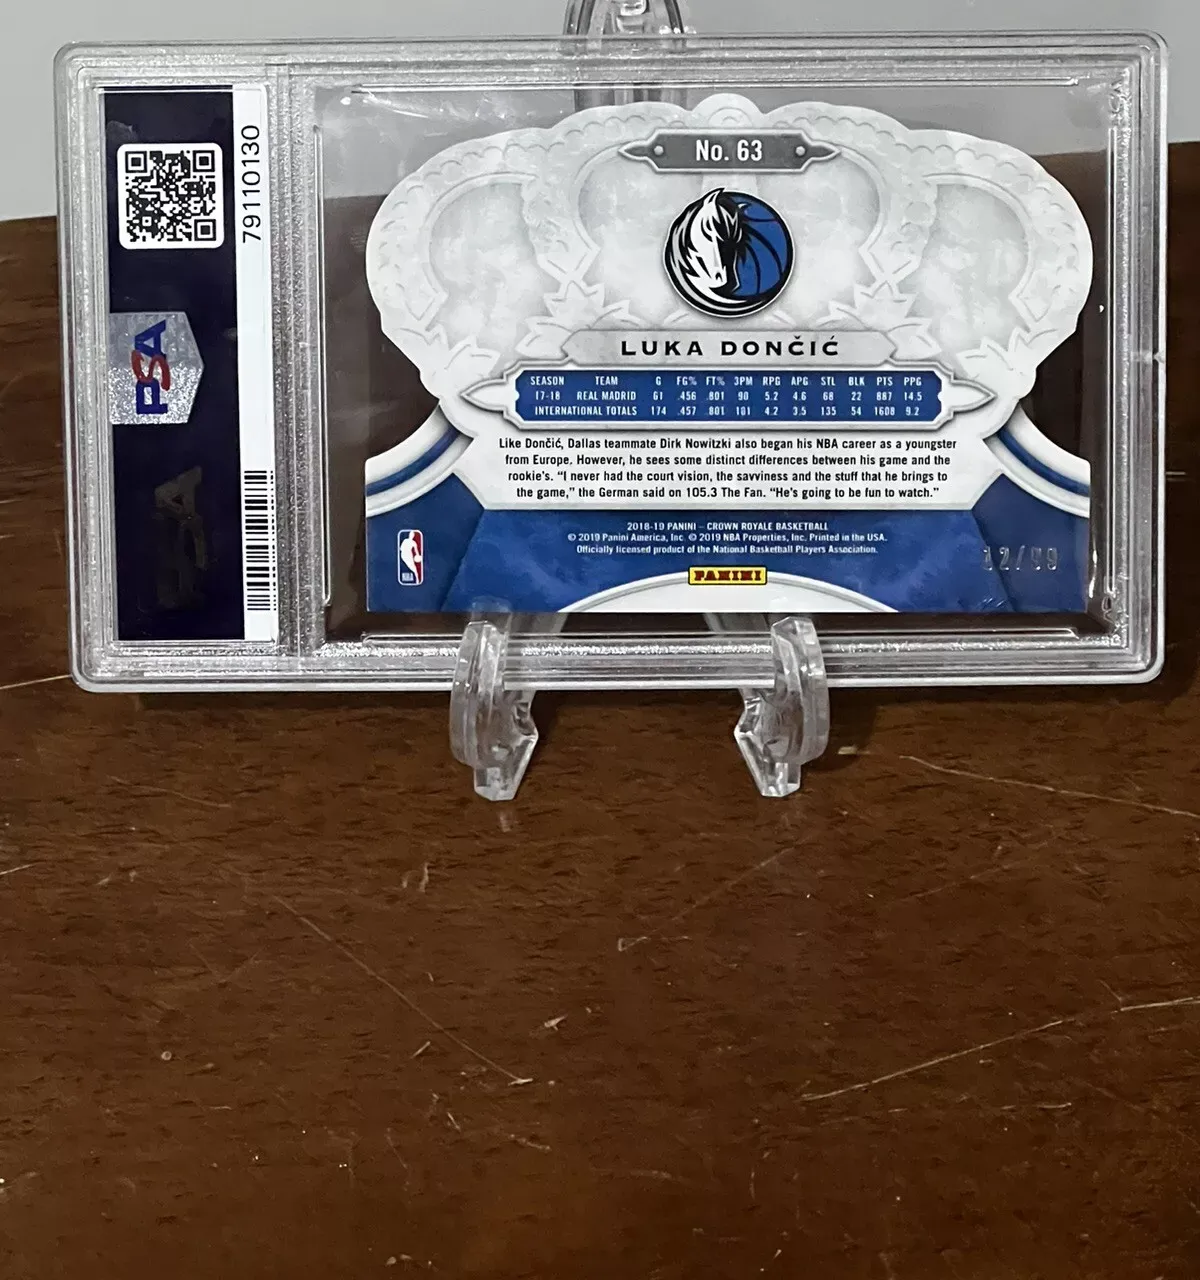 79110130
PSA
No. 63
LUKA DONČIĆ
SEASON TEAM G FG% FT% 3PM RPG APG STL BLK PTS PPG
17-18 REAL MADRID 61 .456 .801 90 5.2 4.6 68 22 887 14.5
INTERNATIONAL TOTALS 174 .457 .801 181 4.2 3.5 135 54 1608 9.2
Like Dončić, Dallas teammate Dirk Nowitzki also began his NBA career as a youngster
from Europe. However, he sees some distinct differences between his game and the
rookie's. "I never had the court vision, the savviness and the stuff that he brings to
the game," the German said on 105.3 The Fan. "He's going to be fun to watch."
2018-19 PANINI – CROWN ROYALE BASKETBALL
© 2019 Panini America, Inc. © 2019 NBA Properties, Inc. Printed in the USA.
Officially licensed product of the National Basketball Players Association.
NBA
PANINI
12/99